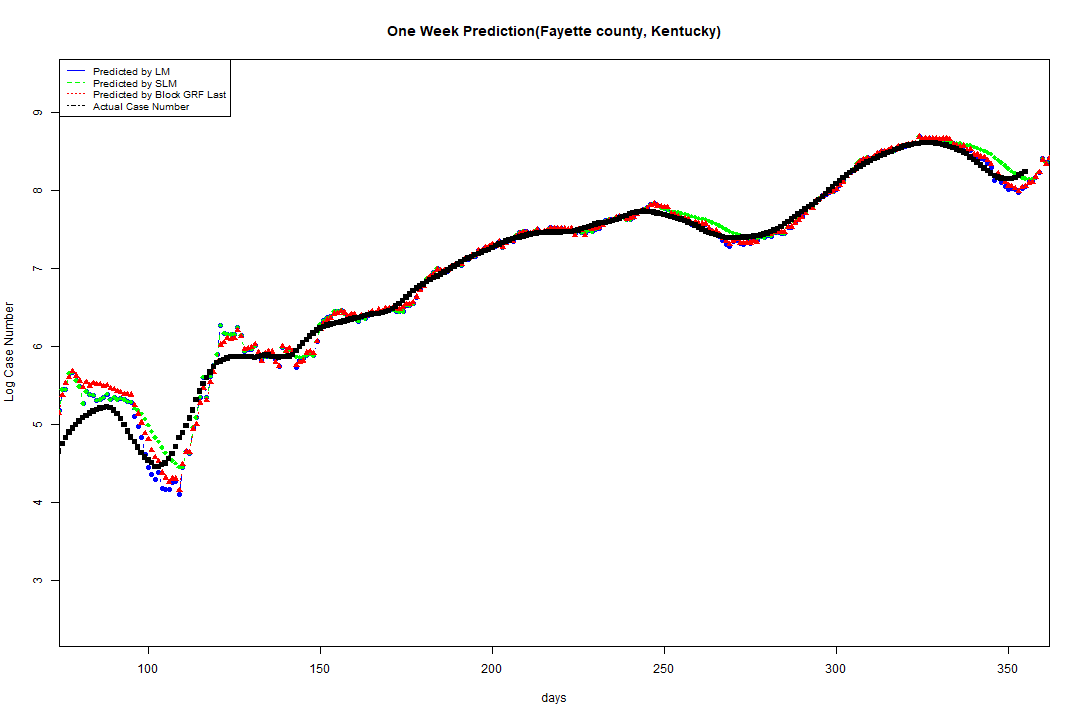 One Week Prediction(Fayette county, Kentucky)
Predicted by LM
Predicted by SLM
Predicted by Block GRF Last
Actual Case Number
Log Case Number
9
8
7
6
5
4
3
100 150 200 250 300 350
days